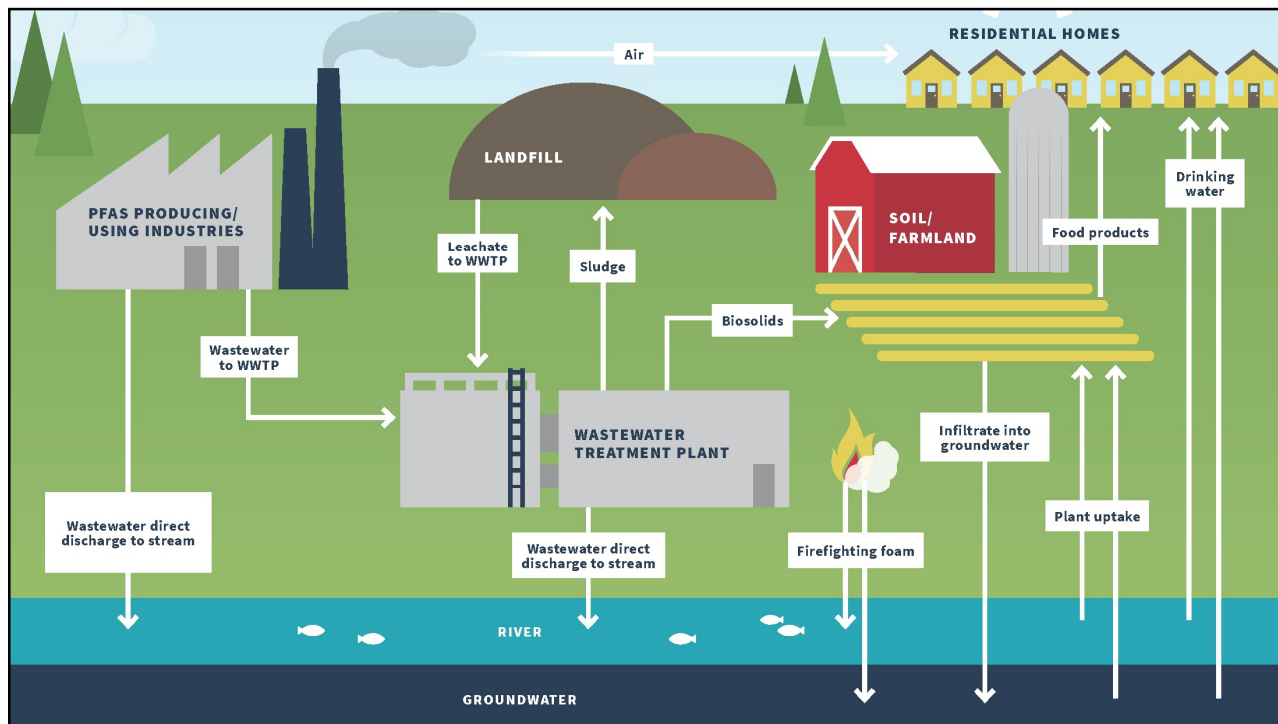 RESIDENTIAL HOMES
Air
LANDFILL
Drinking
water
PFAS PRODUCING/
USING INDUSTRIES
SOIL/
FARMLAND
Food products
Leachate
to WWTP
Sludge
Biosolids
Wastewater
to WWTP
WASTEWATER
TREATMENT PLANT
Infiltrate into
groundwater
Plant uptake
Wastewater direct
discharge to stream
Wastewater direct
discharge to stream
Firefighting foam
RIVER
GROUNDWATER